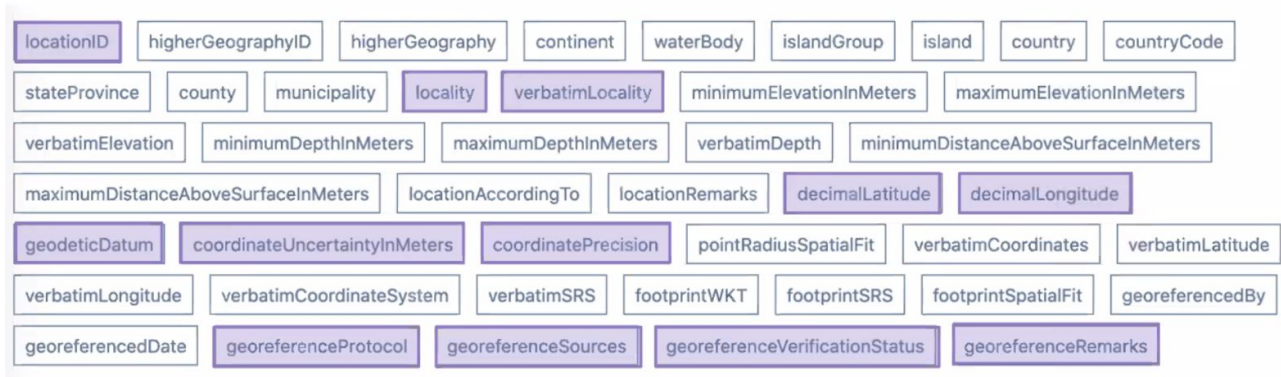 locationID higherGeographyID higherGeography continent waterBody islandGroup island country countryCode
stateProvince county municipality locality verbatimLocality minimumElevationInMeters maximumElevationInMeters
verbatimElevation minimumDepthInMeters maximumDepthInMeters verbatimDepth minimumDistanceAboveSurfaceInMeters
maximumDistanceAboveSurfaceInMeters locationAccordingTo locationRemarks decimalLatitude decimalLongitude
geodeticDatum coordinateUncertaintyInMeters coordinatePrecision pointRadiusSpatialFit verbatimCoordinates verbatimLatitude
verbatimLongitude verbatimCoordinateSystem verbatimSRS footprintWKT footprintSRS footprintSpatialFit georeferencedBy
georeferencedDate georeferenceProtocol georeferenceSources georeferenceVerificationStatus georeferenceRemarks